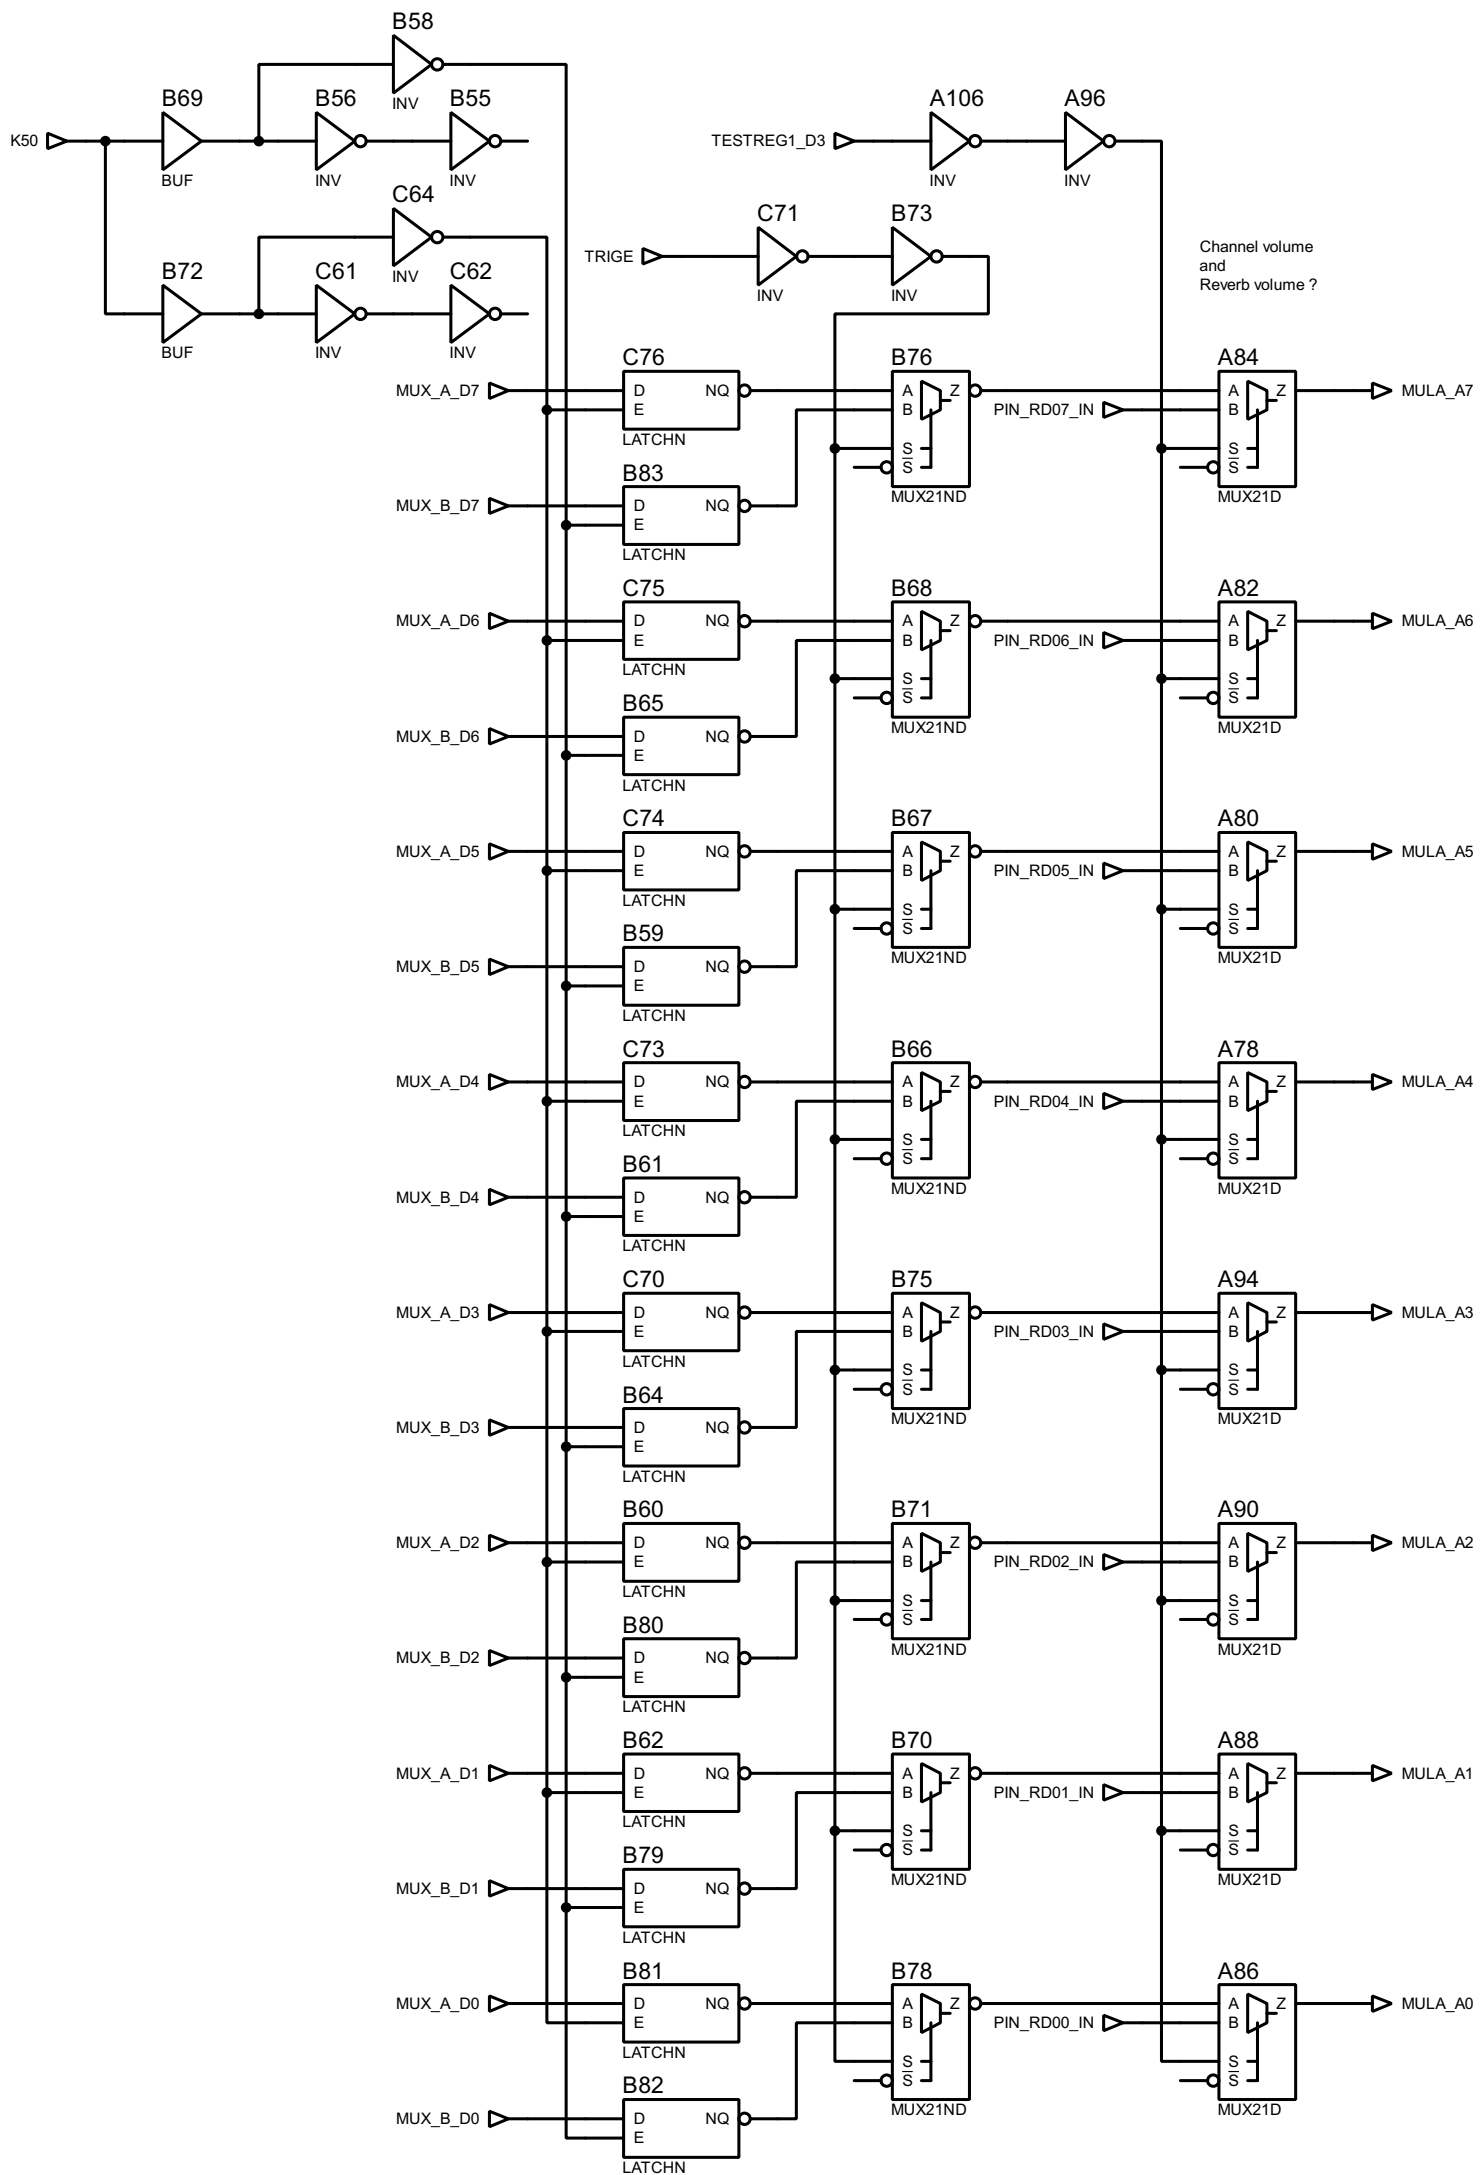 B58
INV
B69
B56
B55
K50
BUF
INV
INV
A106
A96
TESTREG1_D3
INV
INV
C64
INV
B72
C61
C62
BUF
INV
INV
C71
B73
TRIGE
INV
INV
Channel volume
and
Reverb volume ?
C76
B76
A84
MUX_A_D7
D
E
NQ
LATCHN
A
B
S
S
Z
MUX21ND
PIN_RD07_IN
A
B
S
S
Z
MUX21D
MULA_A7
B83
MUX_B_D7
D
E
NQ
LATCHN
C75
B68
A82
MUX_A_D6
D
E
NQ
LATCHN
A
B
S
S
Z
MUX21ND
PIN_RD06_IN
A
B
S
S
Z
MUX21D
MULA_A6
B65
MUX_B_D6
D
E
NQ
LATCHN
C74
B67
A80
MUX_A_D5
D
E
NQ
LATCHN
A
B
S
S
Z
MUX21ND
PIN_RD05_IN
A
B
S
S
Z
MUX21D
MULA_A5
B59
MUX_B_D5
D
E
NQ
LATCHN
C73
B66
A78
MUX_A_D4
D
E
NQ
LATCHN
A
B
S
S
Z
MUX21ND
PIN_RD04_IN
A
B
S
S
Z
MUX21D
MULA_A4
B61
MUX_B_D4
D
E
NQ
LATCHN
C70
B75
A94
MUX_A_D3
D
E
NQ
LATCHN
A
B
S
S
Z
MUX21ND
PIN_RD03_IN
A
B
S
S
Z
MUX21D
MULA_A3
B64
MUX_B_D3
D
E
NQ
LATCHN
B60
B71
A90
MUX_A_D2
D
E
NQ
LATCHN
A
B
S
S
Z
MUX21ND
PIN_RD02_IN
A
B
S
S
Z
MUX21D
MULA_A2
B80
MUX_B_D2
D
E
NQ
LATCHN
B62
B70
A88
MUX_A_D1
D
E
NQ
LATCHN
A
B
S
S
Z
MUX21ND
PIN_RD01_IN
A
B
S
S
Z
MUX21D
MULA_A1
B79
MUX_B_D1
D
E
NQ
LATCHN
B81
B78
A86
MUX_A_D0
D
E
NQ
LATCHN
A
B
S
S
Z
MUX21ND
PIN_RD00_IN
A
B
S
S
Z
MUX21D
MULA_A0
B82
MUX_B_D0
D
E
NQ
LATCHN